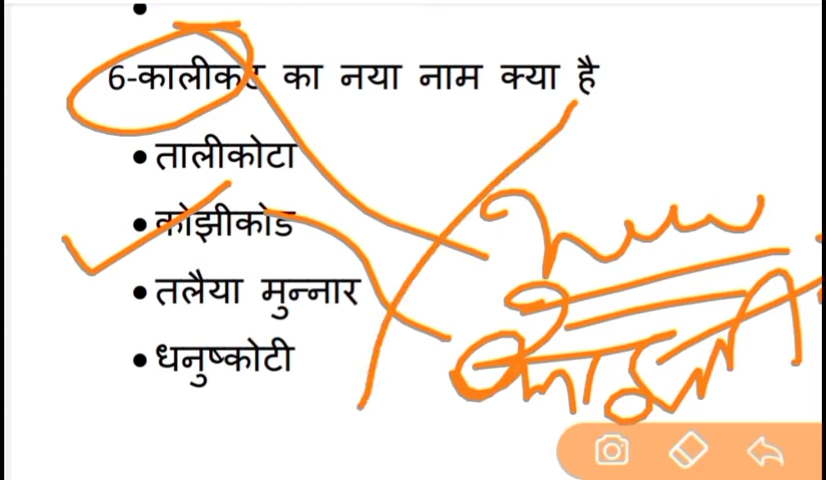 6-कालीकट का नया नाम क्या है
•तालीकोटा
•कोझीकोड
•तलैया मुन्नार
•धनुष्कोटी